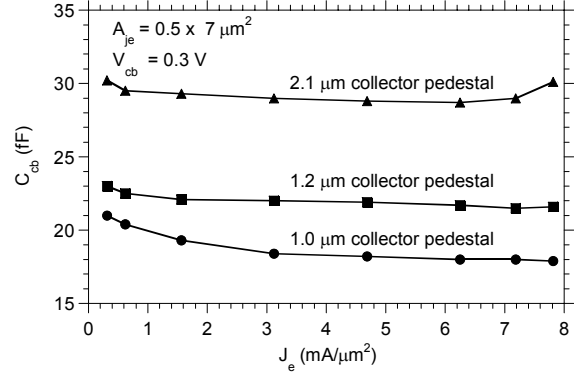 A_je = 0.5 x 7 μm²
V_cb = 0.3 V
35
30
25
20
15
C_cb (fF)
2.1 μm collector pedestal
1.2 μm collector pedestal
1.0 μm collector pedestal
0 1 2 3 4 5 6 7 8
J_e (mA/μm²)